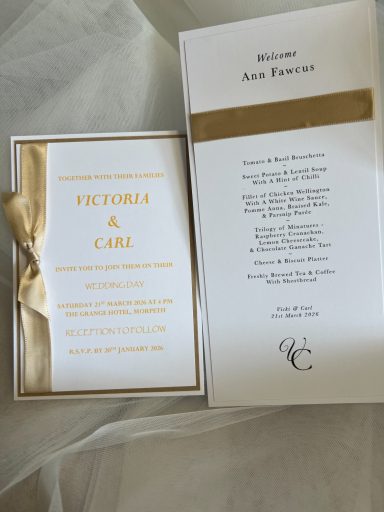 TOGETHER WITH THEIR FAMILIES
VICTORIA
&
CARL
INVITE YOU TO JOIN THEM ON THEIR
WEDDING DAY
SATURDAY 21ST MARCH 2026 AT 4 PM
THE GRANGE HOTEL, MORPETH
RECEPTION TO FOLLOW
R.S.V.P. BY 20TH JANUARY 2026
Welcome
Ann Fawcus
Tomato & Basil Bruschetta
~
Sweet Potato & Lentil Soup
With A Hint of Chilli
~
Fillet of Chicken Wellington
With A White Wine Sauce,
Pomme Anna, Braised Kale,
& Parsnip Purée
~
Trilogy of Minatures -
Raspberry Cranachan,
Lemon Cheesecake,
& Chocolate Ganache Tart
~
Cheese & Biscuit Platter
~
Freshly Brewed Tea & Coffee
With Shortbread
Vicki & Carl
21st March 2026
VC